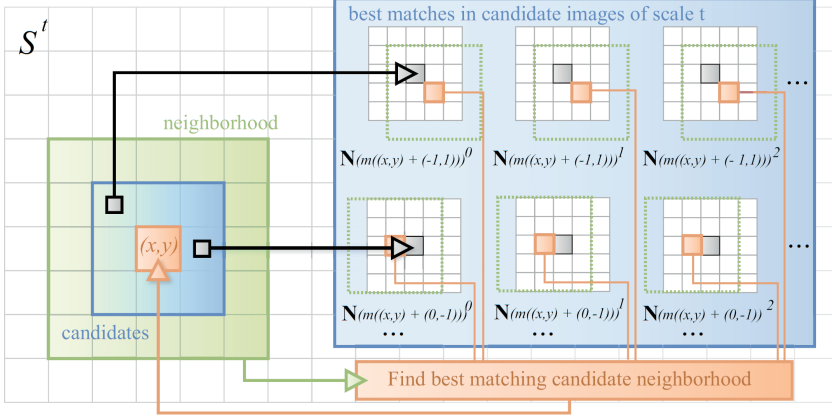 best matches in candidate images of scale t
S^t
neighborhood
...
N(m((x,y) + (-1,1)))^0
N(m((x,y) + (-1,1)))^1
N(m((x,y) + (- 1,1)))^2
(x,y)
...
candidates
N(m((x,y) + (0,-1)))^0
N(m((x,y) + (0,-1)))^1
N(m((x,y) + (0,-1)) ^2
...
...
...
Find best matching candidate neighborhood